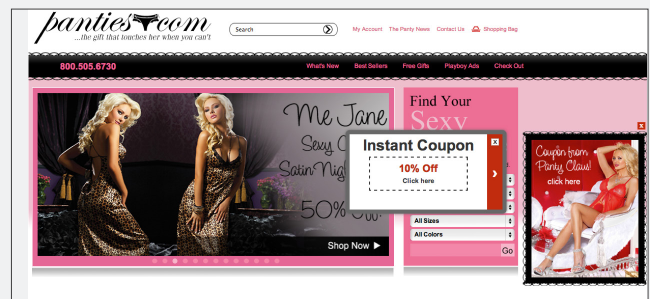 panties.com
...the gift that touches her when you can't
Search
My Account The Panty News Contact Us Shopping Bag
800.505.6730
What's New Best Sellers Free Gifts Playboy Ads Check Out
Me Jane
Sexy
Satin Nig
50%
Shop Now
Find Your
Sexy
Instant Coupon
10% Off
Click here
X
All Sizes
All Colors
Go
X
Coupon from
Panty Claus!
click here